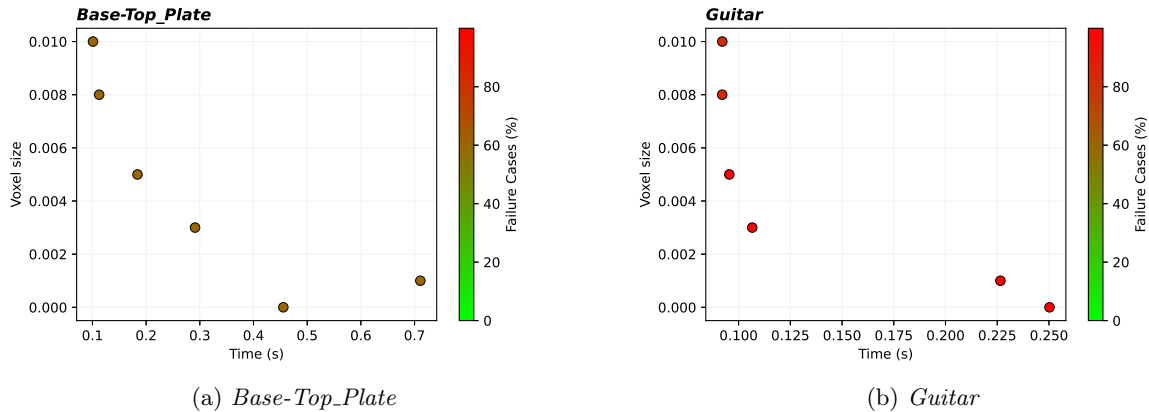 Base-Top_Plate
0.010
0.008
0.006
0.004
0.002
0.000
Voxel size
0.1 0.2 0.3 0.4 0.5 0.6 0.7
Time (s)
80
60
40
20
0
Failure Cases (%)
Guitar
0.010
0.008
0.006
0.004
0.002
0.000
Voxel size
0.100 0.125 0.150 0.175 0.200 0.225 0.250
Time (s)
80
60
40
20
0
Failure Cases (%)
(a) Base-Top_Plate
(b) Guitar